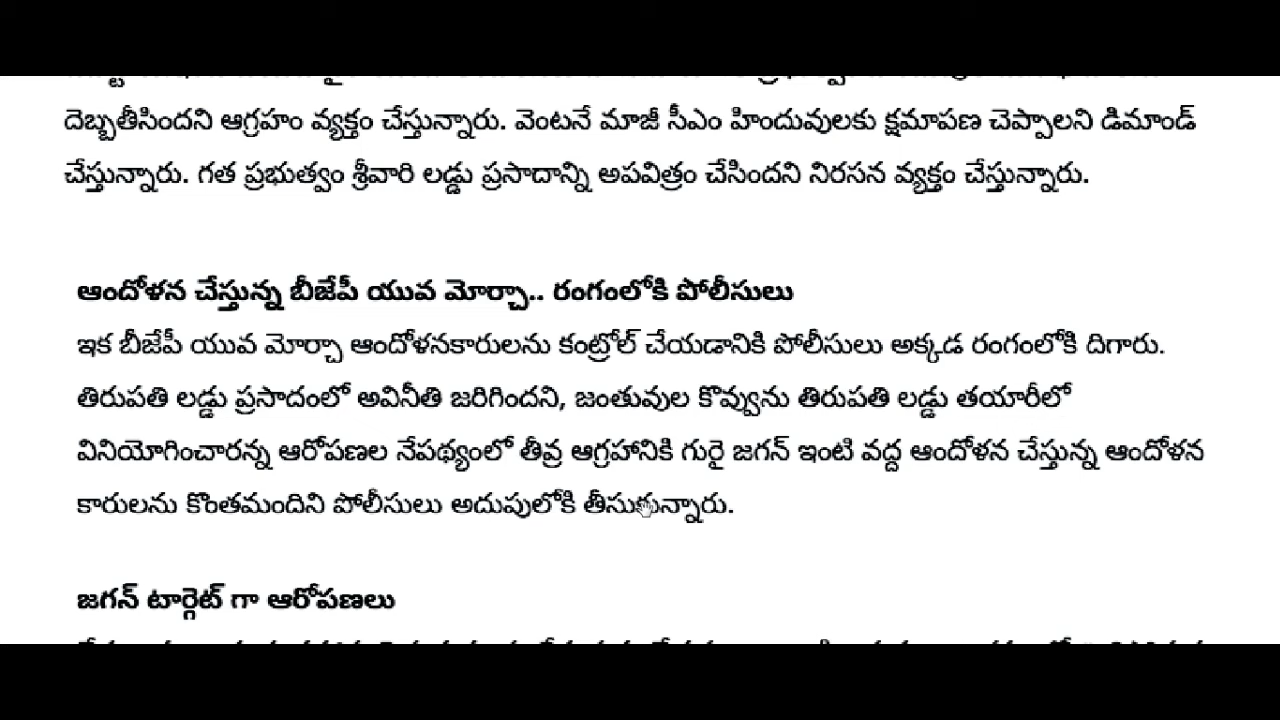 దెబ్బతీసిందని ఆగ్రహం వ్యక్తం చేస్తున్నారు. వెంటనే మాజీ సీఎం హిందువులకు క్షమాపణ చెప్పాలని డిమాండ్
చేస్తున్నారు. గత ప్రభుత్వం శ్రీవారి లడ్డు ప్రసాదాన్ని అపవిత్రం చేసిందని నిరసన వ్యక్తం చేస్తున్నారు.
ఆందోళన చేస్తున్న బీజేపీ యువ మోర్చా.. రంగంలోకి పోలీసులు
ఇక బీజేపీ యువ మోర్చా ఆందోళనకారులను కంట్రోల్ చేయడానికి పోలీసులు అక్కడ రంగంలోకి దిగారు.
తిరుపతి లడ్డు ప్రసాదంలో అవినీతి జరిగిందని, జంతువుల కొవ్వును తిరుపతి లడ్డు తయారీలో
వినియోగించారన్న ఆరోపణల నేపథ్యంలో తీవ్ర ఆగ్రహానికి గురై జగన్ ఇంటి వద్ద ఆందోళన చేస్తున్న ఆందోళన
కారులను కొంతమందిని పోలీసులు అదుపులోకి తీసుకున్నారు.
జగన్ టార్గెట్ గా ఆరోపణలు